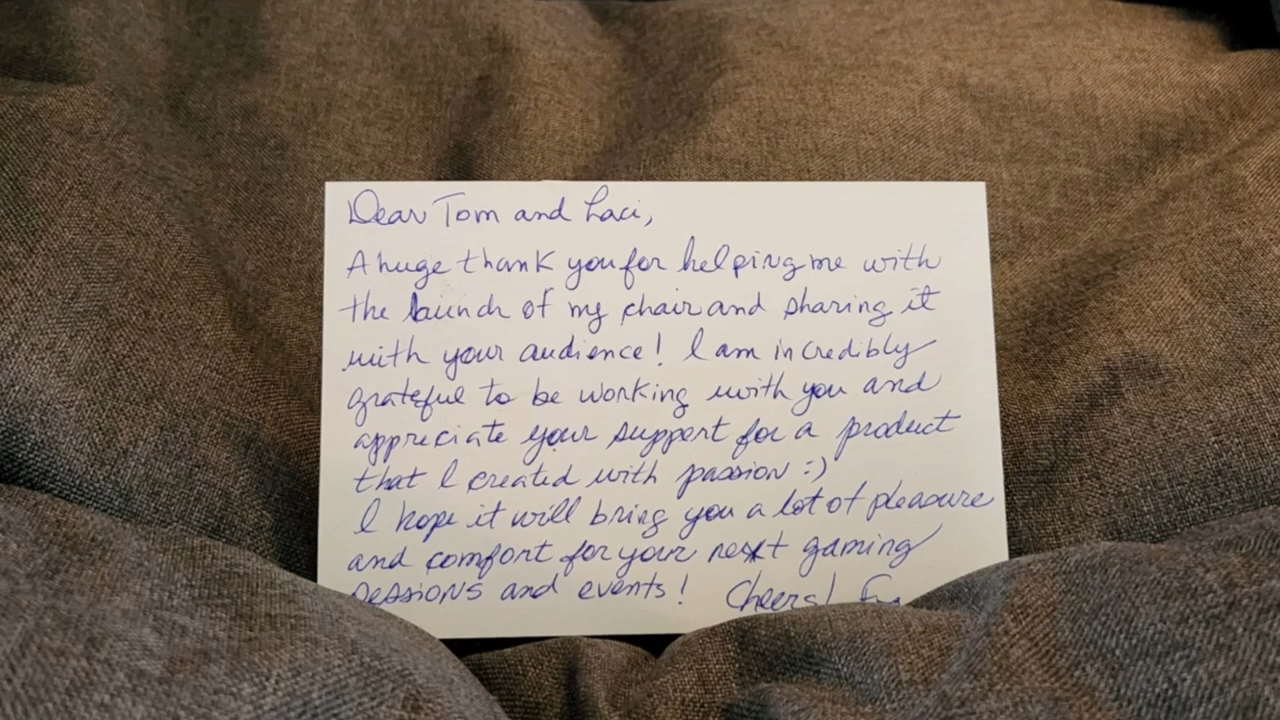 Dear Tom and Laci,
A huge thank you for helping me with
the launch of my chair and sharing it
with your audience! I am incredibly
grateful to be working with you and
appreciate your support for a product
that I created with passion :)
I hope it will bring you a lot of pleasure
and comfort for your next gaming
sessions and events! Cheers!